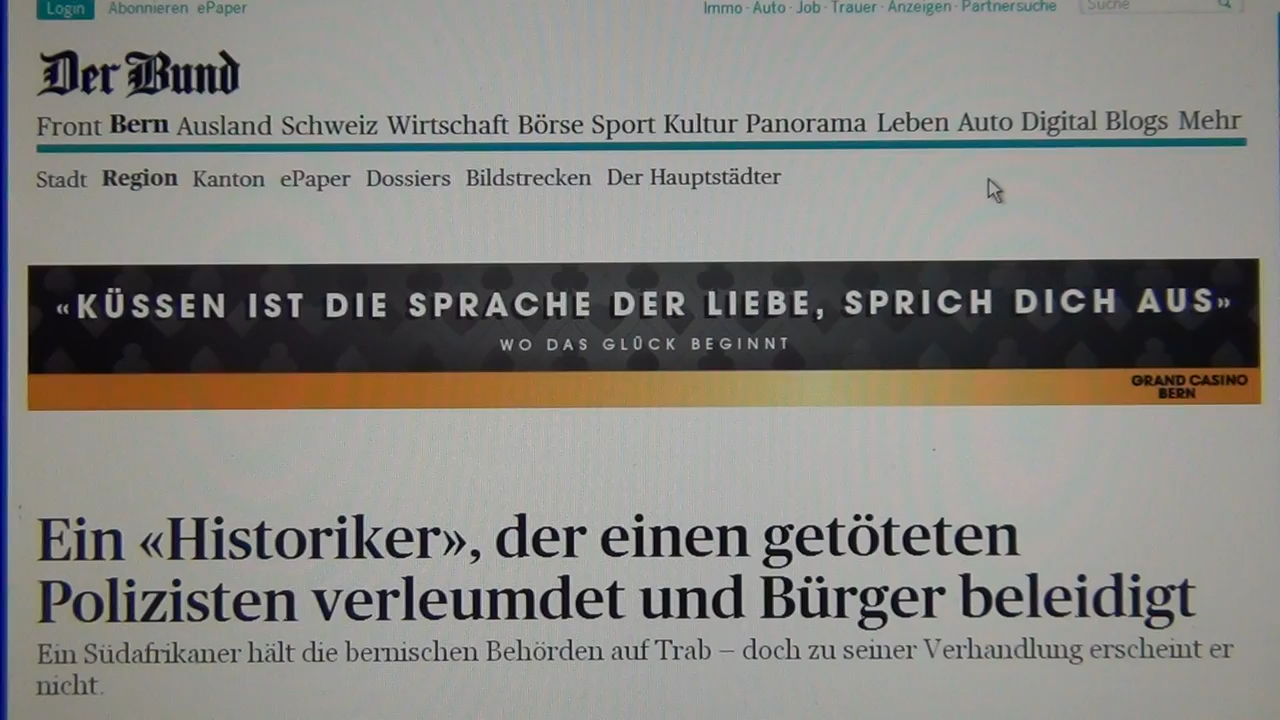 Login Abonnieren ePaper Immo · Auto · Job · Trauer · Anzeigen · Partnersuche Suche
Der Bund
Front Bern Ausland Schweiz Wirtschaft Börse Sport Kultur Panorama Leben Auto Digital Blogs Mehr
Stadt Region Kanton ePaper Dossiers Bildstrecken Der Hauptstädter
«KÜSSEN IST DIE SPRACHE DER LIEBE, SPRICH DICH AUS»
WO DAS GLÜCK BEGINNT
GRAND CASINO
BERN
Ein «Historiker», der einen getöteten
Polizisten verleumdet und Bürger beleidigt
Ein Südafrikaner hält die bernischen Behörden auf Trab – doch zu seiner Verhandlung erscheint er
nicht.